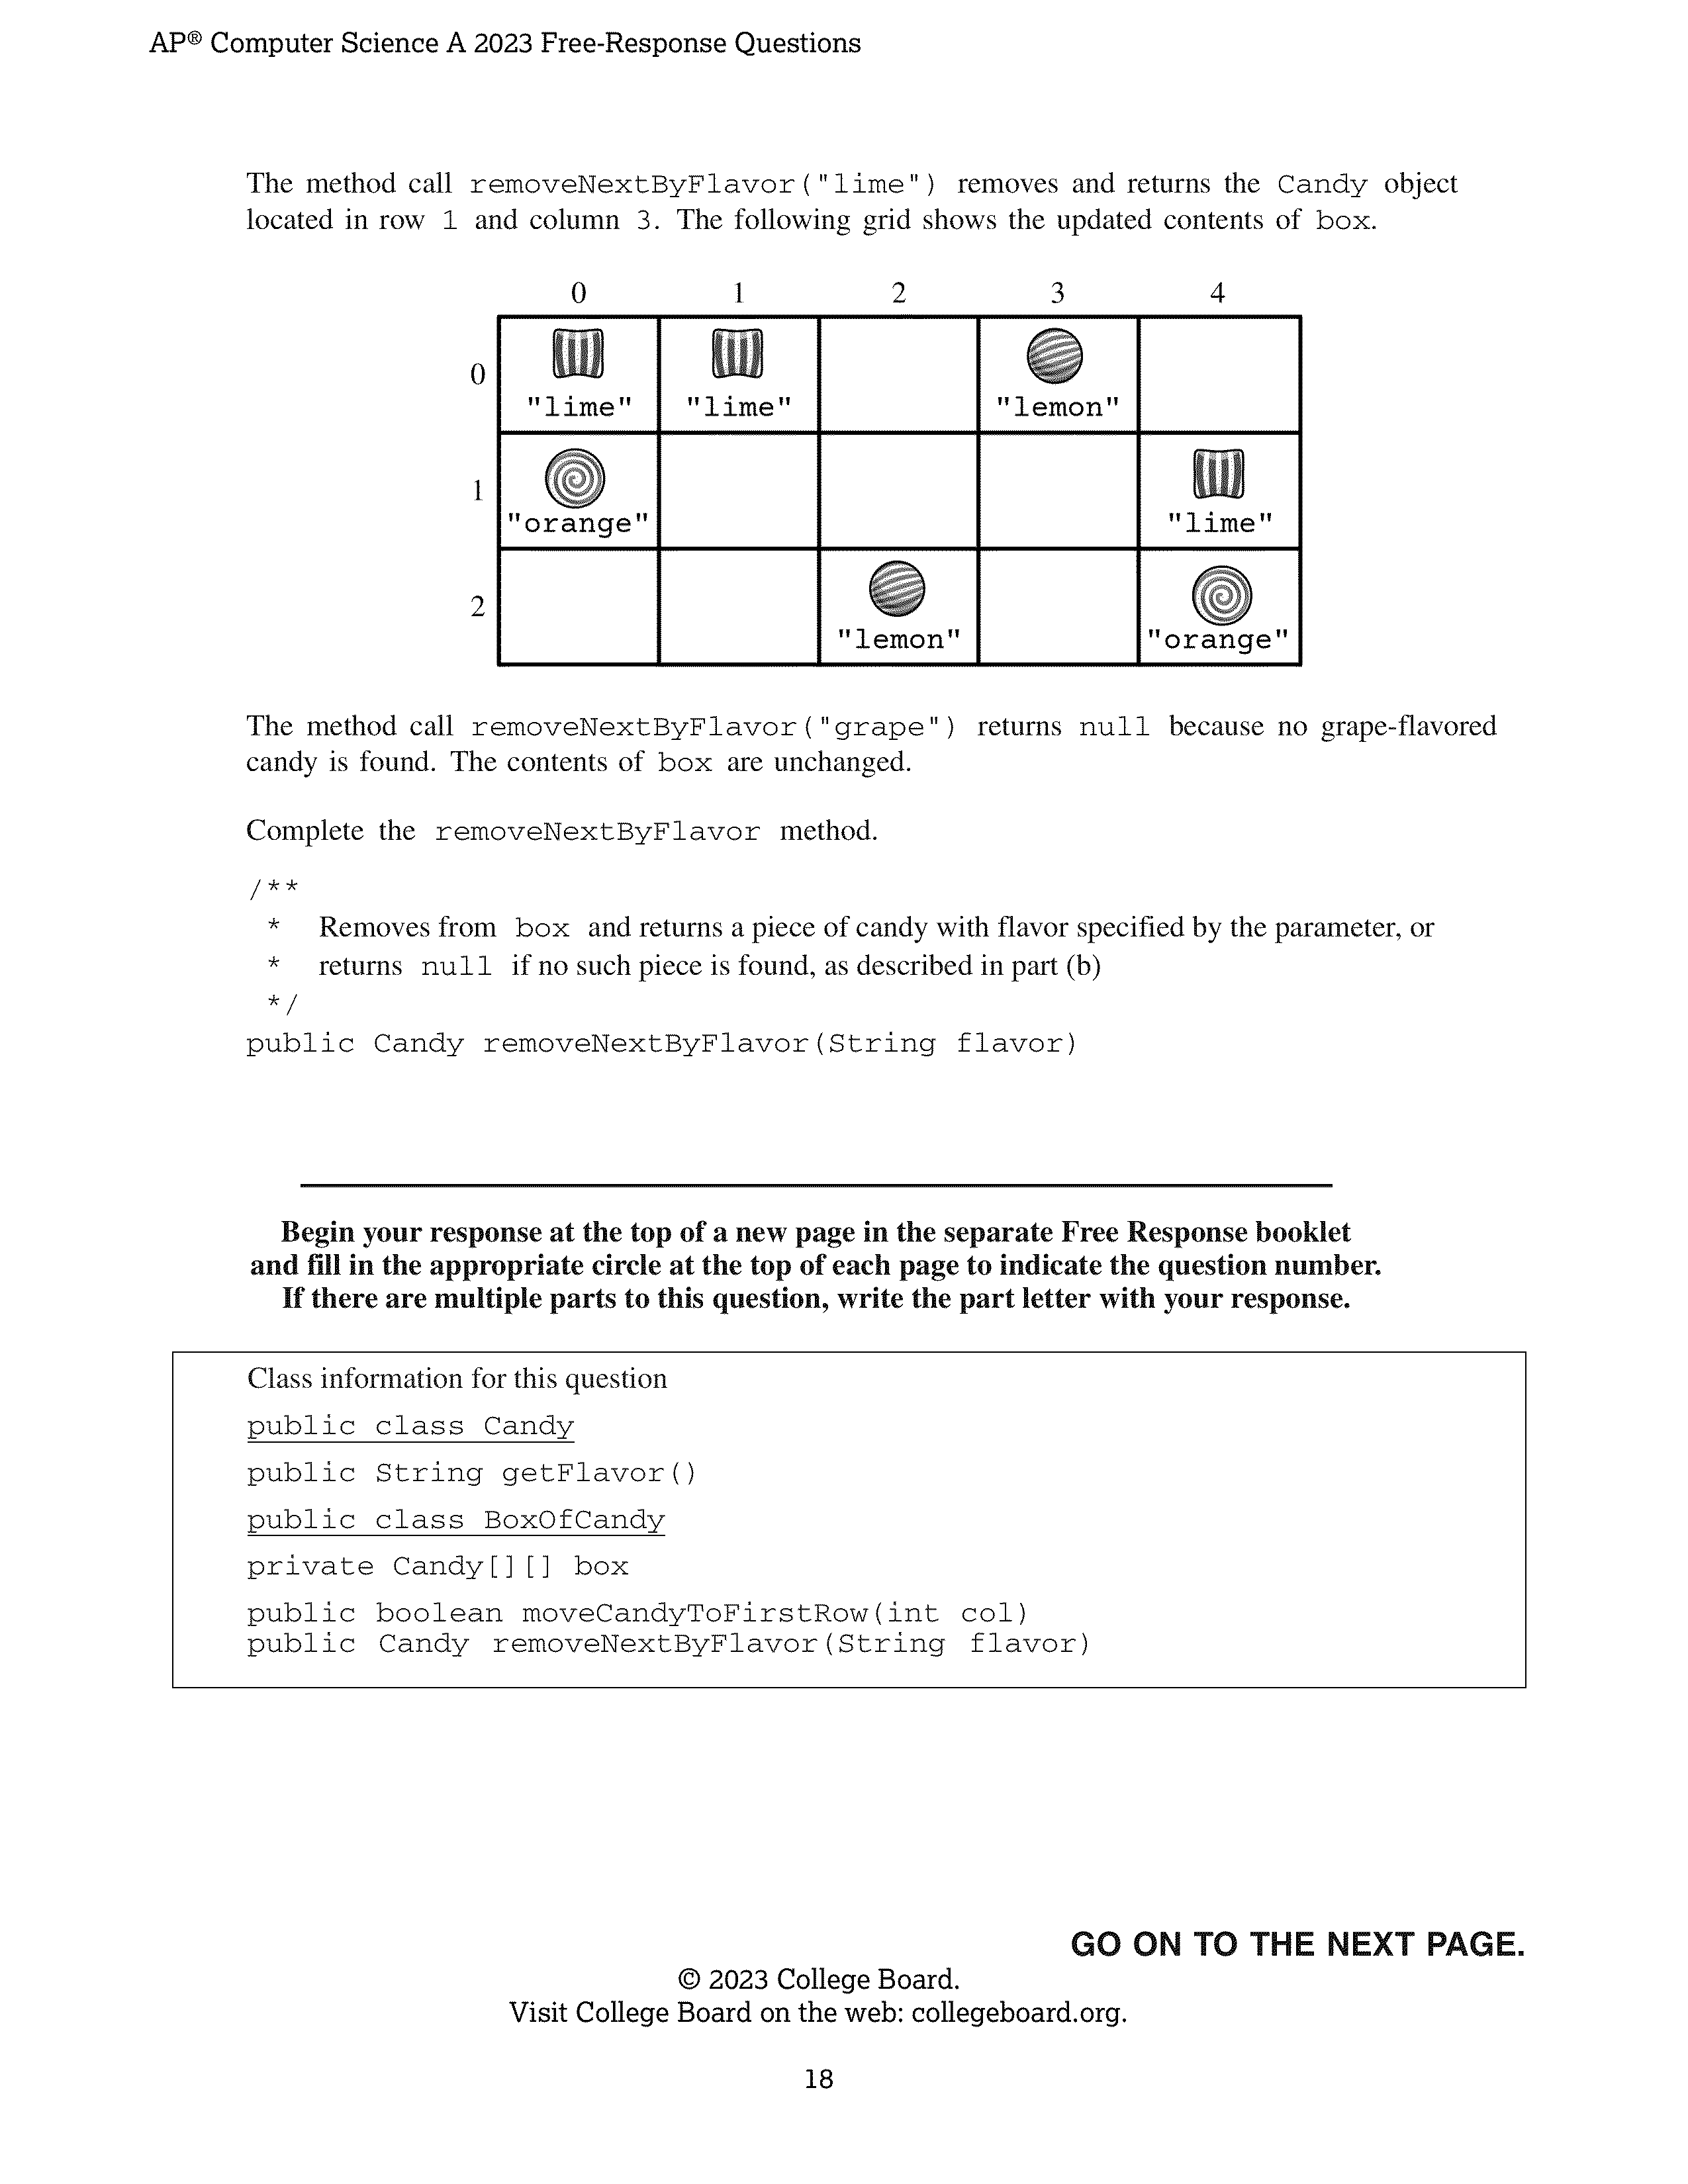 AP® Computer Science A 2023 Free-Response Questions
The method call removeNextByFlavor("lime") removes and returns the Candy object
located in row 1 and column 3. The following grid shows the updated contents of box.
0 1 2 3 4
0
"lime" "lime" "lemon"
1
"orange" "lime"
2
"lemon" "orange"
The method call removeNextByFlavor("grape") returns null because no grape-flavored
candy is found. The contents of box are unchanged.
Complete the removeNextByFlavor method.
/**
* Removes from box and returns a piece of candy with flavor specified by the parameter, or
* returns null if no such piece is found, as described in part (b)
*/
public Candy removeNextByFlavor(String flavor)
Begin your response at the top of a new page in the separate Free Response booklet
and fill in the appropriate circle at the top of each page to indicate the question number.
If there are multiple parts to this question, write the part letter with your response.
Class information for this question
public class Candy
public String getFlavor()
public class BoxOfCandy
private Candy[][] box
public boolean moveCandyToFirstRow(int col)
public Candy removeNextByFlavor(String flavor)
GO ON TO THE NEXT PAGE.
© 2023 College Board.
Visit College Board on the web: collegeboard.org.
18